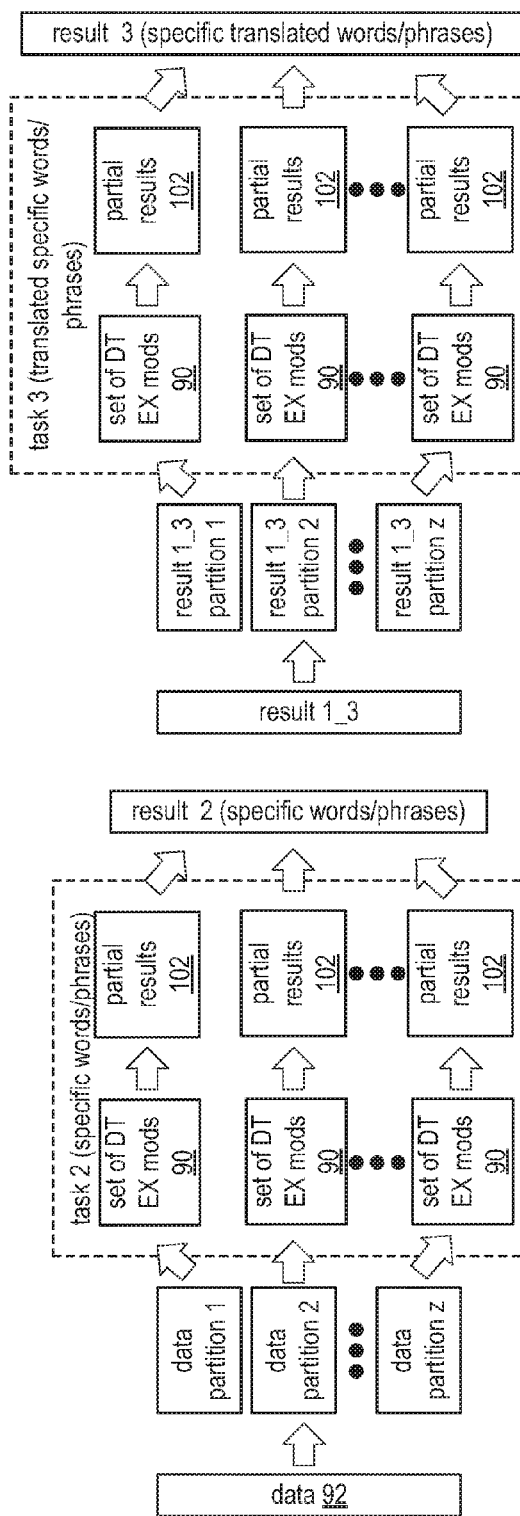 data 92
data
partition 1
data
partition 2
data
partition z
task 2 (specific words/phrases)
set of DT
EX mods
90
partial
results
102
set of DT
EX mods
90
partial
results
102
set of DT
EX mods
90
partial
results
102
result 2 (specific words/phrases)
result 1_3
result 1_3
partition 1
result 1_3
partition 2
result 1_3
partition z
task 3 (translated specific words/
phrases)
set of DT
EX mods
90
partial
results
102
set of DT
EX mods
90
partial
results
102
set of DT
EX mods
90
partial
results
102
result 3 (specific translated words/phrases)